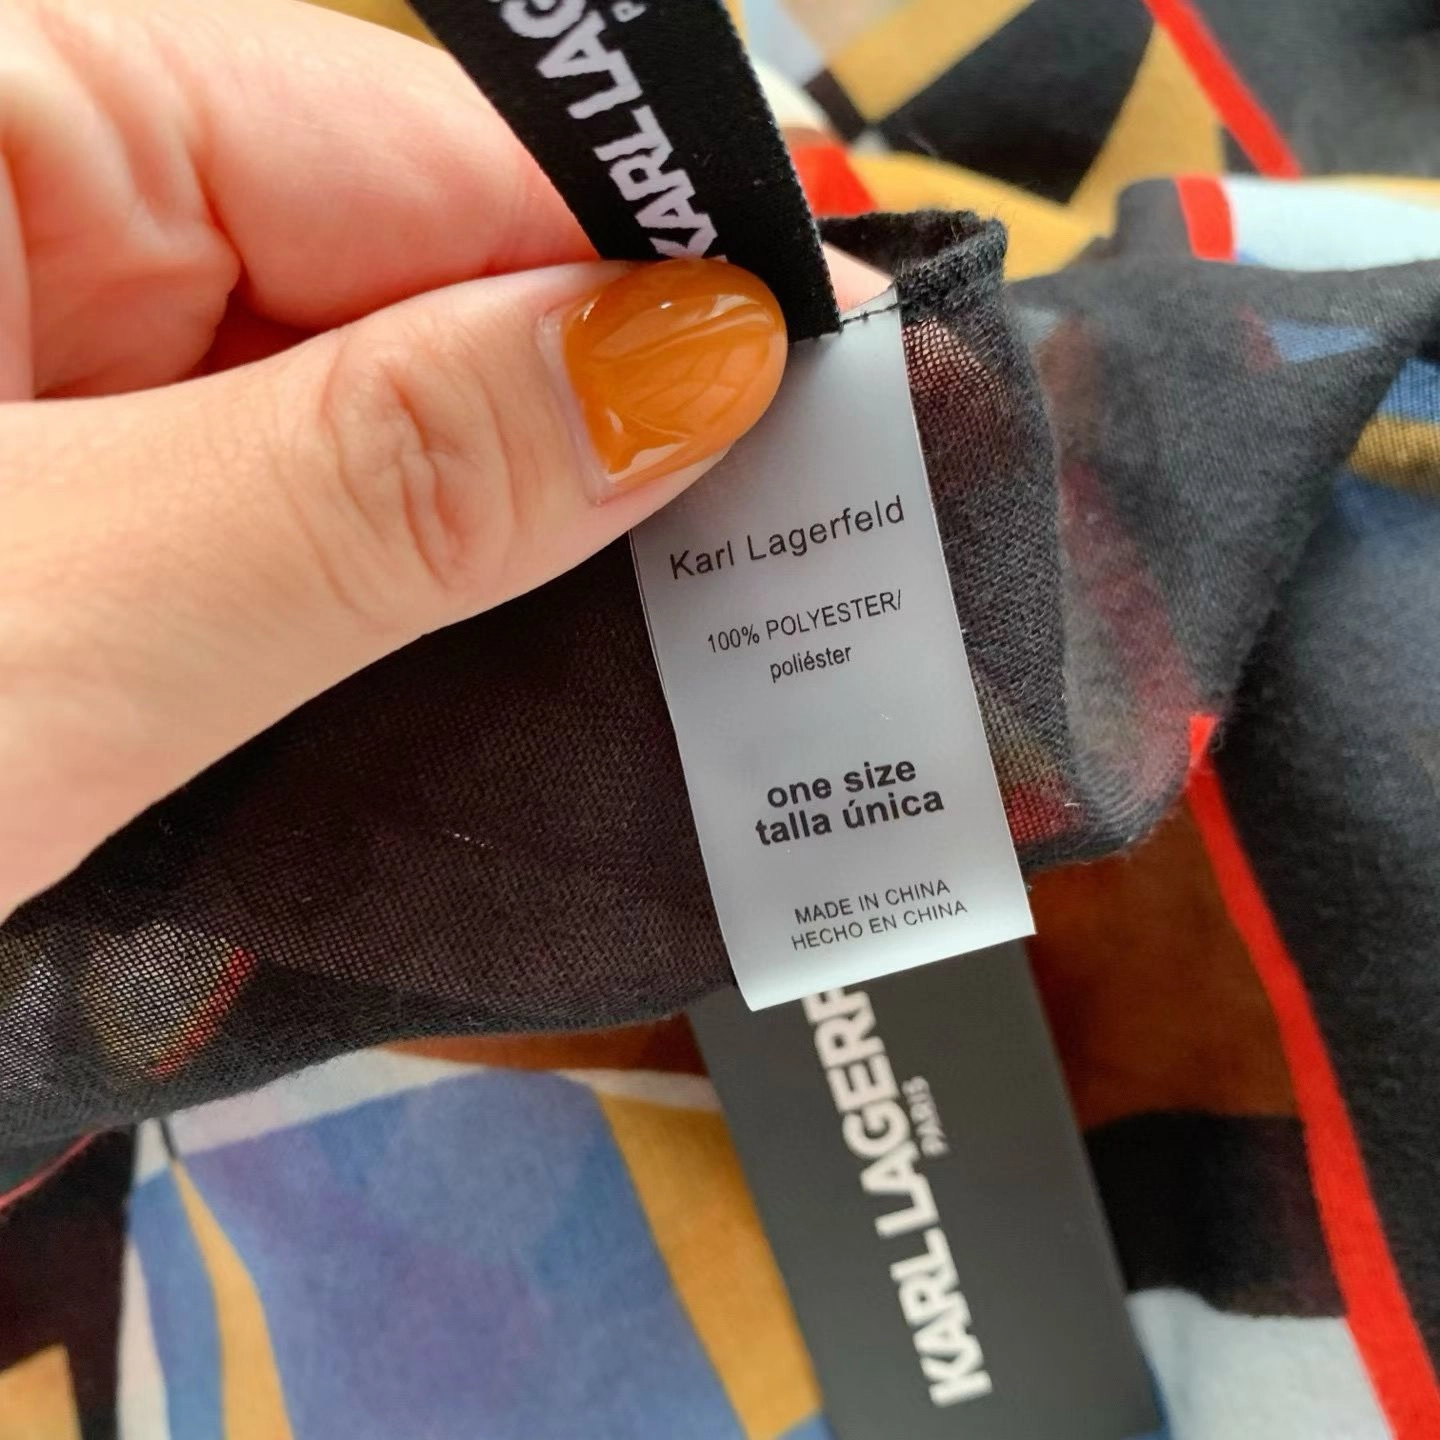 KARL LAG
P
Karl Lagerfeld
100% POLYESTER/
poliéster
one size
talla única
MADE IN CHINA
HECHO EN CHINA
KARL LAGERF
PARIS